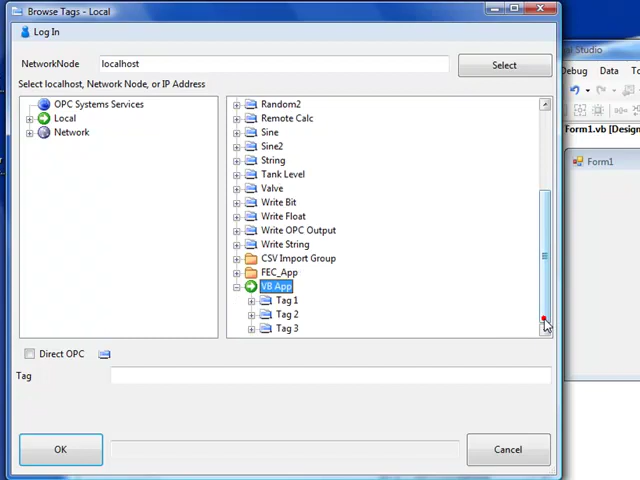 Browse Tags - Local
Log In
NetworkNode
localhost
Select
Select localhost, Network Node, or IP Address
OPC Systems Services
Local
Network
Random2
Remote Calc
Sine
Sine2
String
Tank Level
Valve
Write Bit
Write Float
Write OPC Output
Write String
CSV Import Group
FEC_App
VB App
Tag 1
Tag 2
Tag 3
Direct OPC
Tag
OK
Cancel
Studio
Debug Data
Form1.vb [Design
Form1